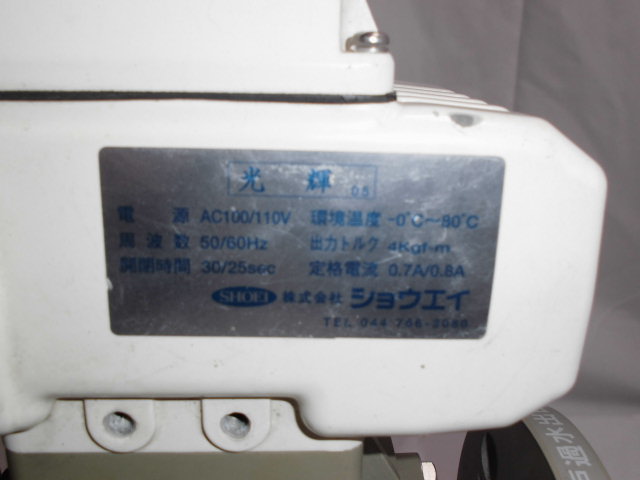 光 輝 05
電 源 AC100/110V 環境温度 -0℃~80℃
周波数 50/60Hz 出力トルク 4Kgf-m
開閉時間 30/25sec 定格電流 0.7A/0.8A
SHOEI 株式会社 ショウエイ
TEL 044 766-3080